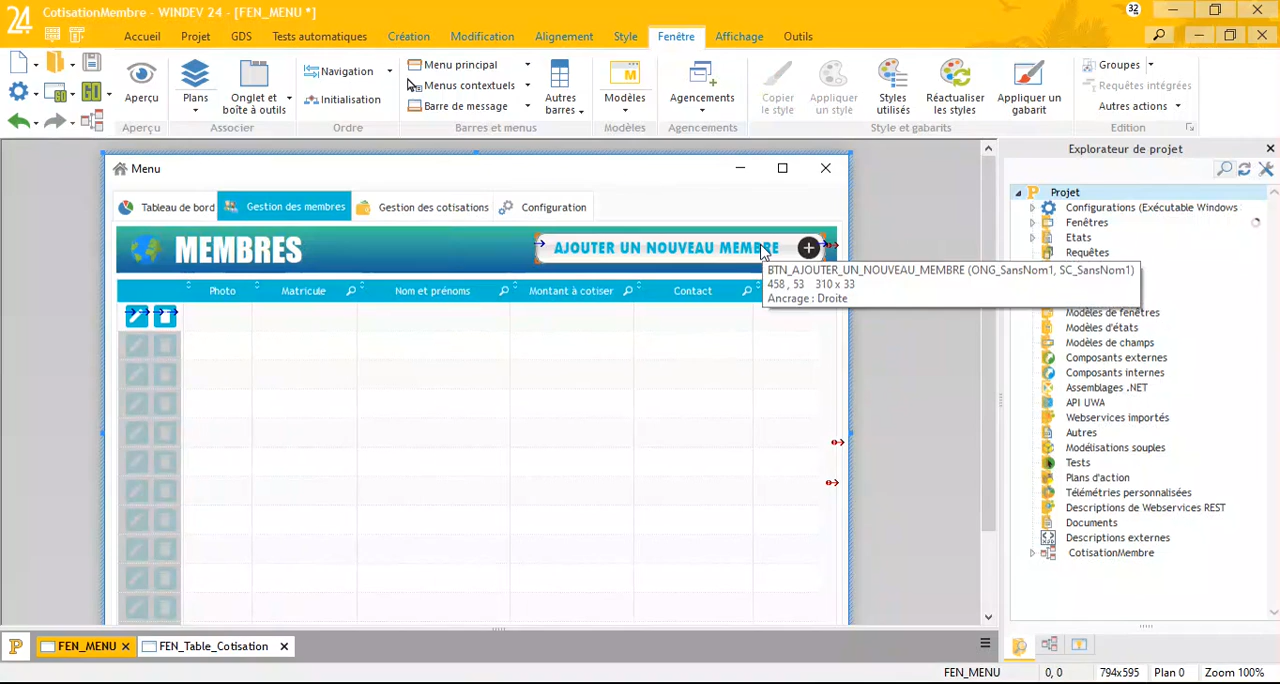 24 CotisationMembre - WINDEV 24 - [FEN_MENU *] 32
Accueil Projet GDS Tests automatiques Création Modification Alignement Style Fenêtre Affichage Outils
Aperçu
Plans
Onglet et boîte à outils
Navigation
Initialisation
Menu principal
Menus contextuels
Barre de message
Autres barres
Modèles
Agencements
Copier le style
Appliquer un style
Styles utilisés
Réactualiser les styles
Appliquer un gabarit
Groupes
Requêtes intégrées
Autres actions
Aperçu Associer Ordre Barres et menus Modèles Agencements Style et gabarits Edition
Menu
Tableau de bord Gestion des membres Gestion des cotisations Configuration
MEMBRES AJOUTER UN NOUVEAU MEMBRE
BTN_AJOUTER_UN_NOUVEAU_MEMBRE (ONG_SansNom1, SC_SansNom1)
458 , 53 310 x 33
Ancrage : Droite
Photo Matricule Nom et prénoms Montant à cotiser Contact
Explorateur de projet
Projet
Configurations (Exécutable Windows
Fenêtres
Etats
Requêtes
Modèles de fenêtres
Modèles d'états
Modèles de champs
Composants externes
Composants internes
Assemblages .NET
API UWA
Webservices importés
Autres
Modélisations souples
Tests
Plans d'action
Télémétries personnalisées
Descriptions de Webservices REST
Documents
Descriptions externes
CotisationMembre
FEN_MENU FEN_Table_Cotisation
FEN_MENU 0, 0 794x595 Plan 0 Zoom 100%